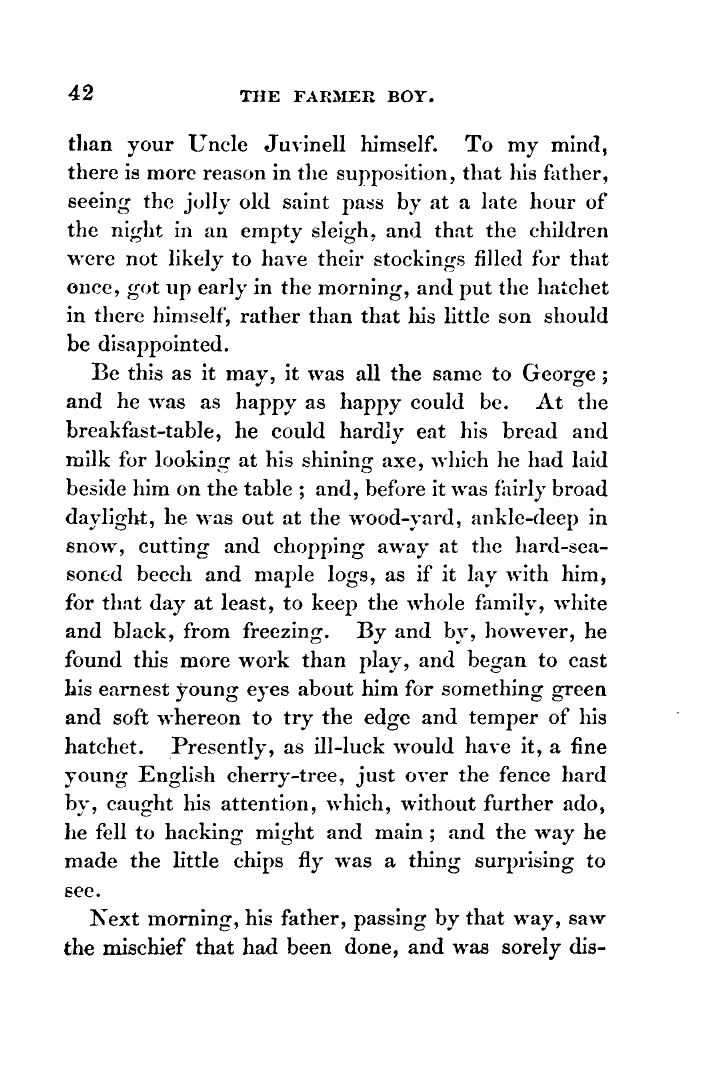 42 THE FARMER BOY.
than your Uncle Juvinell himself. To my mind,
there is more reason in the supposition, that his father,
seeing the jolly old saint pass by at a late hour of
the night in an empty sleigh, and that the children
were not likely to have their stockings filled for that
once, got up early in the morning, and put the hatchet
in there himself, rather than that his little son should
be disappointed.
Be this as it may, it was all the same to George ;
and he was as happy as happy could be. At the
breakfast-table, he could hardly eat his bread and
milk for looking at his shining axe, which he had laid
beside him on the table ; and, before it was fairly broad
daylight, he was out at the wood-yard, ankle-deep in
snow, cutting and chopping away at the hard-sea-
soned beech and maple logs, as if it lay with him,
for that day at least, to keep the whole family, white
and black, from freezing. By and by, however, he
found this more work than play, and began to cast
his earnest young eyes about him for something green
and soft whereon to try the edge and temper of his
hatchet. Presently, as ill-luck would have it, a fine
young English cherry-tree, just over the fence hard
by, caught his attention, which, without further ado,
he fell to hacking might and main ; and the way he
made the little chips fly was a thing surprising to
see.
Next morning, his father, passing by that way, saw
the mischief that had been done, and was sorely dis-